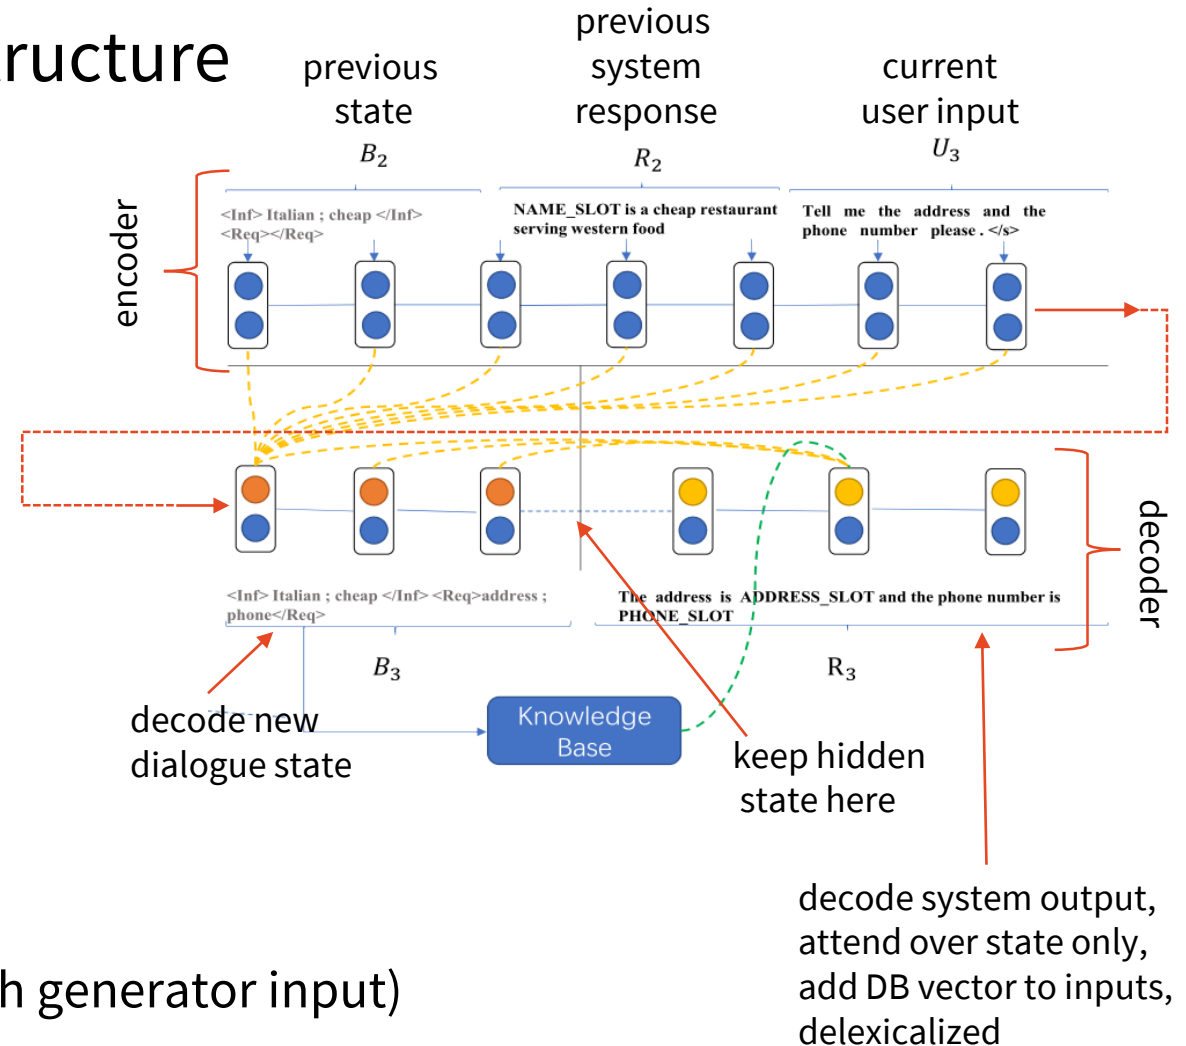 ructure
previous
state
B₂
previous
system
response
R₂
current
user input
U₃
encoder
<Inf> Italian ; cheap </Inf>
<Req></Req>
NAME_SLOT is a cheap restaurant
serving western food
Tell me the address and the
phone number please . </s>
decoder
<Inf> Italian ; cheap </Inf> <Req>address ;
phone</Req>
The address is ADDRESS_SLOT and the phone number is
PHONE_SLOT
B₃
R₃
decode new
dialogue state
Knowledge
Base
keep hidden
state here
decode system output,
attend over state only,
add DB vector to inputs,
delexicalized
h generator input)